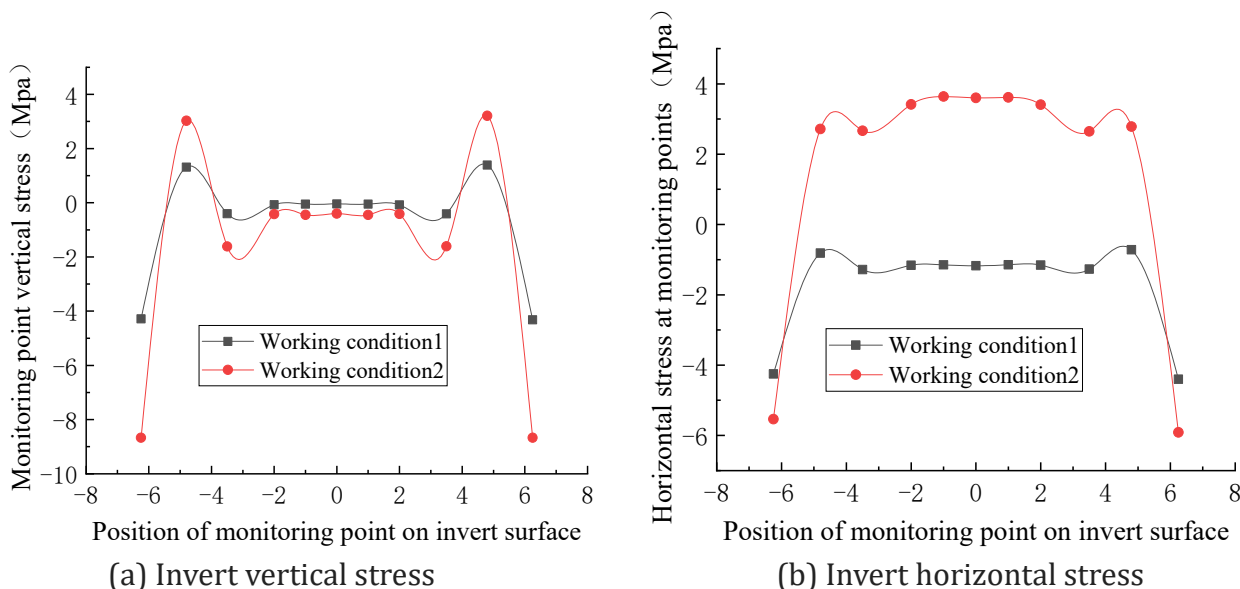 Monitoring point vertical stress（Mpa）
4
2
0
−2
−4
−6
−8
−10
Working condition1
Working condition2
−8 −6 −4 −2 0 2 4 6 8
Position of monitoring point on invert surface
(a) Invert vertical stress
Horizontal stress at monitoring points（Mpa）
4
2
0
−2
−4
−6
Working condition1
Working condition2
−8 −6 −4 −2 0 2 4 6 8
Position of monitoring point on invert surface
(b) Invert horizontal stress